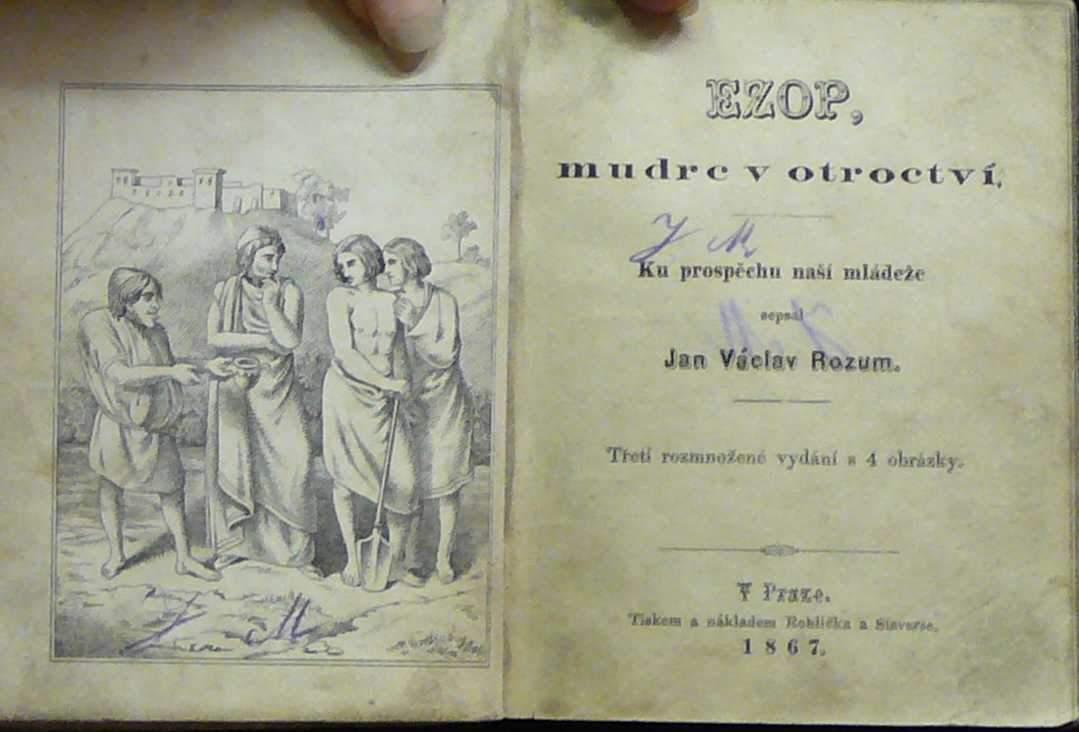 EZOP,
mudrc v otroctví,
J M
Ku prospěchu naší mládeže
sepsal
Jan Václav Rozum.
Třetí rozmnožené vydání s 4 obrázky.
V Praze.
Tiskem a nákladem Rohlíčka a Sieverse.
1867.
J M